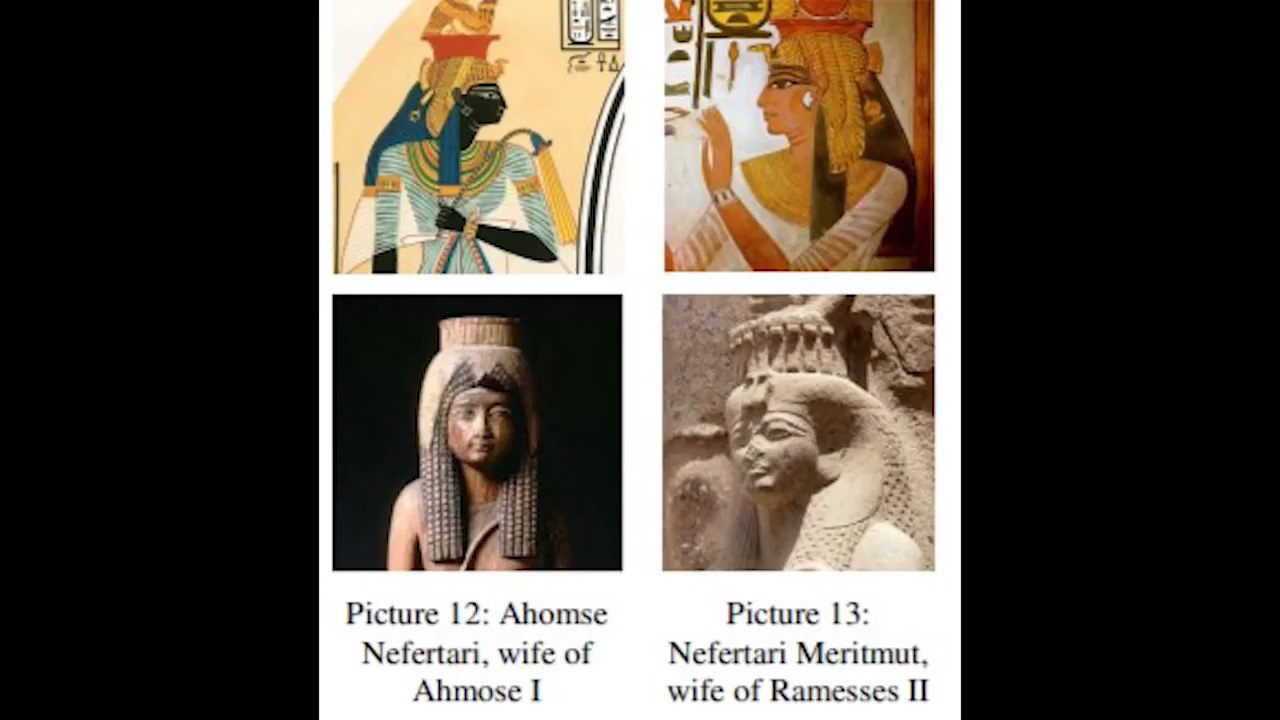 Picture 12: Ahomse
Nefertari, wife of
Ahmose I
Picture 13:
Nefertari Meritmut,
wife of Ramesses II